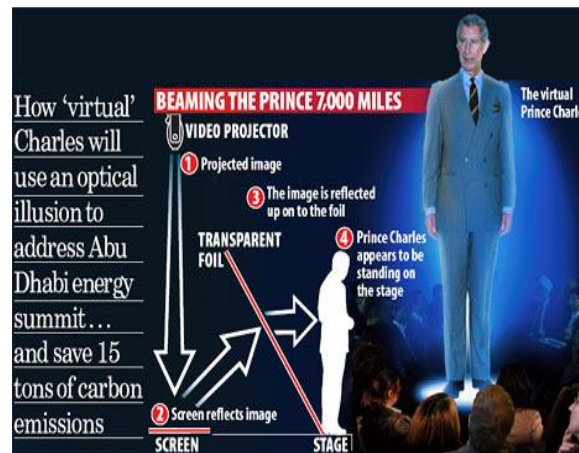 How 'virtual'
Charles will
use an optical
illusion to
address Abu
Dhabi energy
summit...
and save 15
tons of carbon
emissions
BEAMING THE PRINCE 7,000 MILES
VIDEO PROJECTOR
1 Projected image
3 The image is reflected
up on to the foil
TRANSPARENT
FOIL
4 Prince Charles
appears to be
standing on
the stage
2 Screen reflects image
SCREEN
STAGE
The virtual
Prince